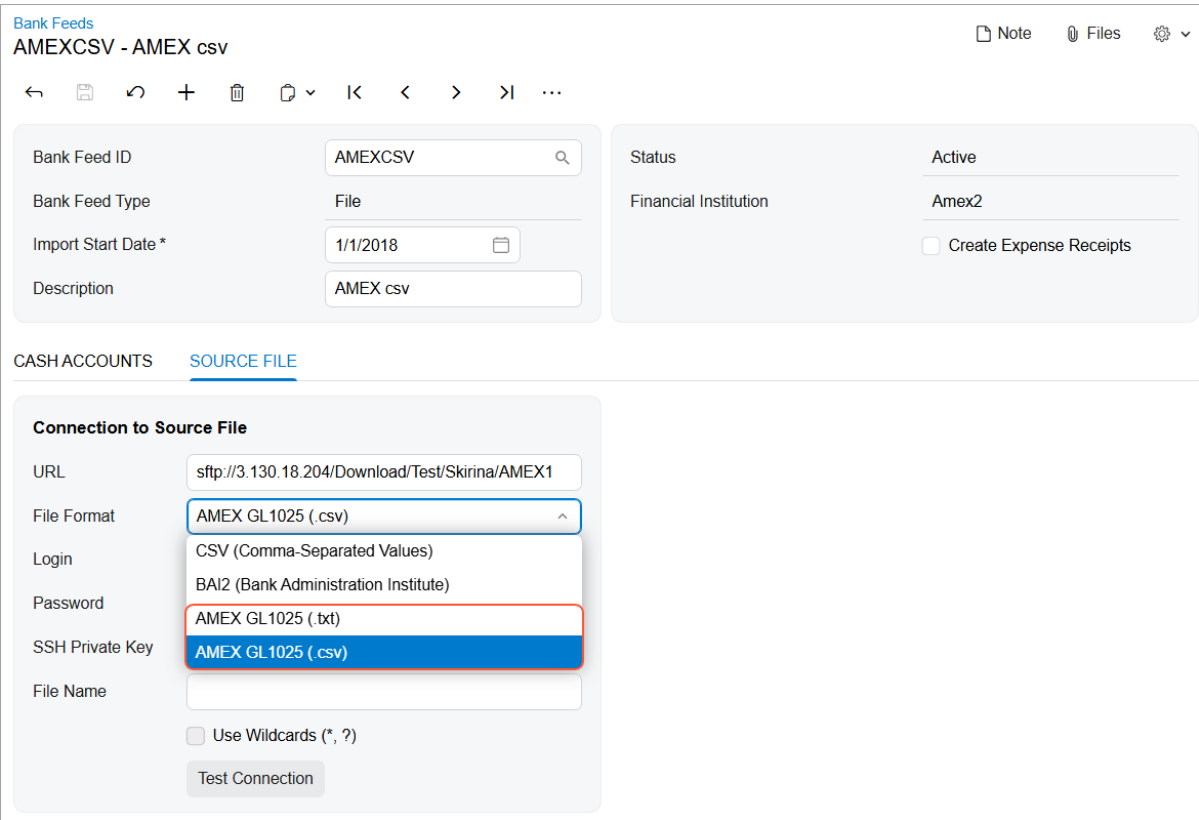 Bank Feeds
AMEXCSV - AMEX csv
Note Files
Bank Feed ID AMEXCSV
Bank Feed Type File
Import Start Date * 1/1/2018
Description AMEX csv
Status Active
Financial Institution Amex2
Create Expense Receipts
CASH ACCOUNTS SOURCE FILE
Connection to Source File
URL sftp://3.130.18.204/Download/Test/Skirina/AMEX1
File Format AMEX GL1025 (.csv)
CSV (Comma-Separated Values)
Login
BAI2 (Bank Administration Institute)
Password
AMEX GL1025 (.txt)
SSH Private Key AMEX GL1025 (.csv)
File Name
Use Wildcards (*, ?)
Test Connection